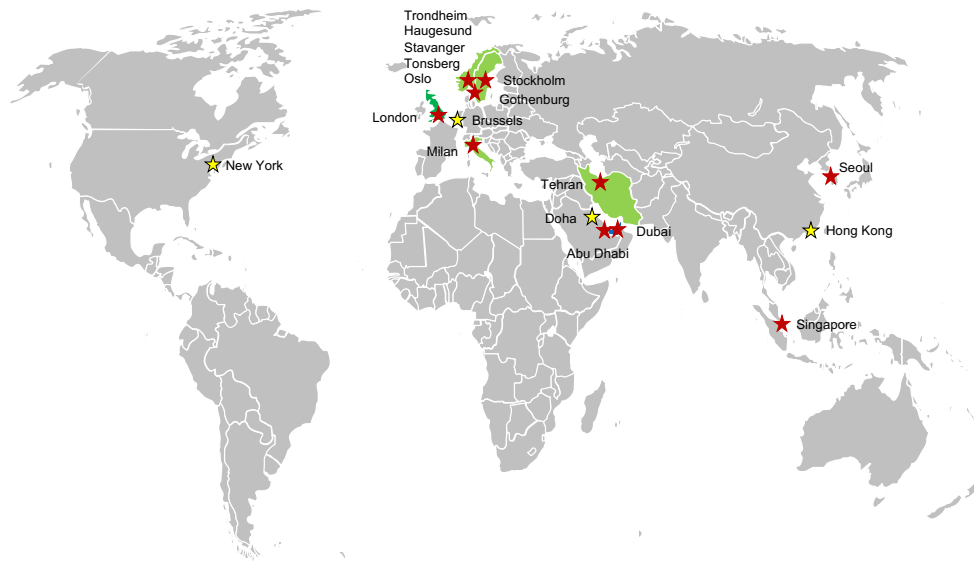 Trondheim
Haugesund
Stavanger
Tonsberg
Oslo
Stockholm
Gothenburg
London
Brussels
Milan
New York
Seoul
Tehran
Doha
Dubai
Hong Kong
Abu Dhabi
Singapore